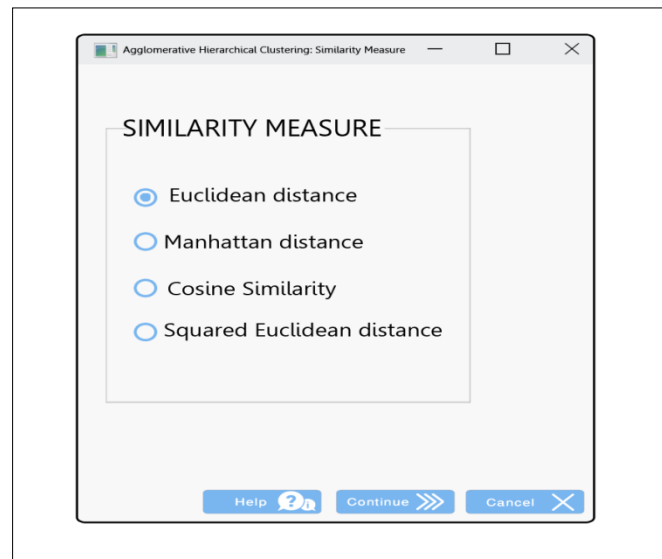 Agglomerative Hierarchical Clustering: Similarity Measure
SIMILARITY MEASURE
Euclidean distance
Manhattan distance
Cosine Similarity
Squared Euclidean distance
Help ?
Continue
Cancel